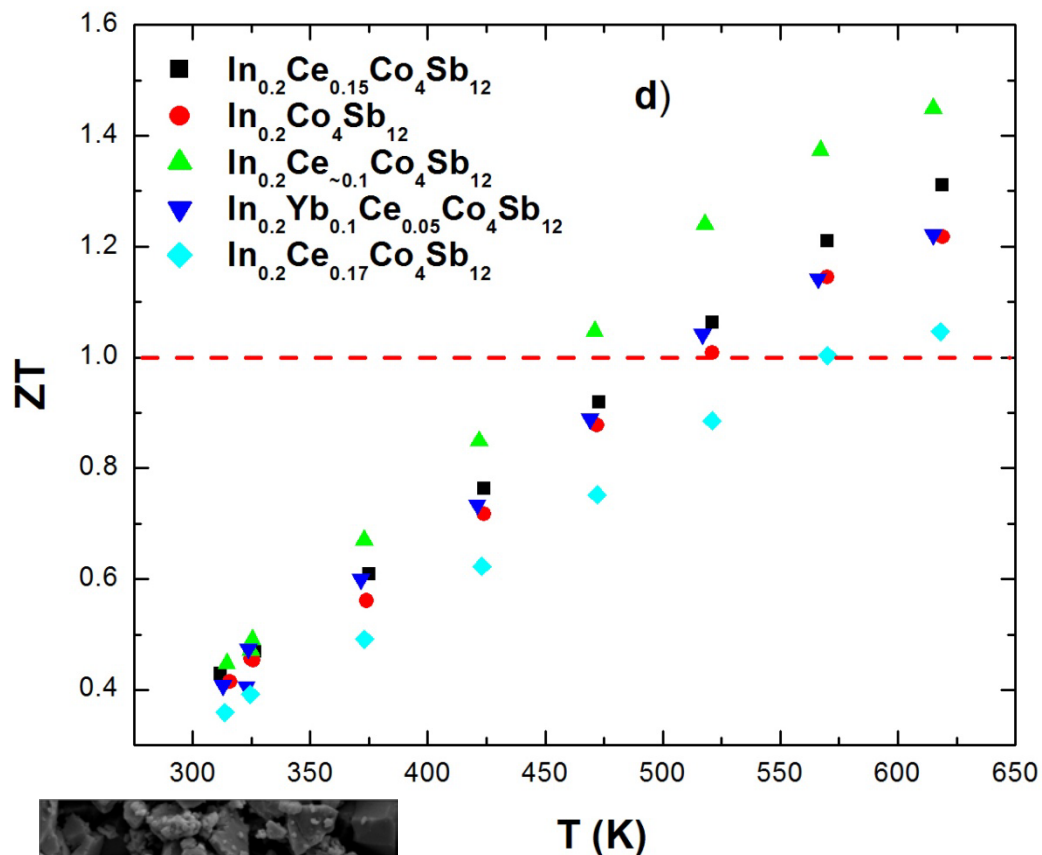 1.6
In0.2Ce0.15Co4Sb12
d)
In0.2Co4Sb12
1.4
In0.2Ce~0.1Co4Sb12
In0.2Yb0.1Ce0.05Co4Sb12
1.2
In0.2Ce0.17Co4Sb12
1.0
ZT
0.8
0.6
0.4
300 350 400 450 500 550 600 650
T (K)